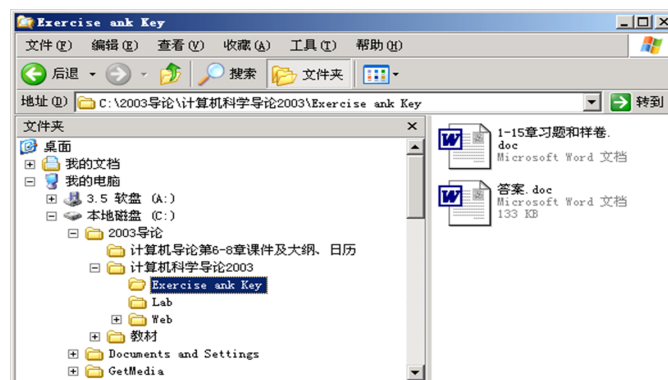 Exercise ank Key
文件(F) 编辑(E) 查看(V) 收藏(A) 工具(T) 帮助(H)
后退 搜索 文件夹
地址(D) C:\2003导论\计算机科学导论2003\Exercise ank Key 转到
文件夹
桌面
我的文档
我的电脑
3.5 软盘 (A:)
本地磁盘 (C:)
2003导论
计算机导论第6-8章课件及大纲、日历
计算机科学导论2003
Exercise ank Key
Lab
Web
教材
Documents and Settings
GetMedia
1-15章习题和样卷.
doc
Microsoft Word 文档
答案.doc
Microsoft Word 文档
133 KB